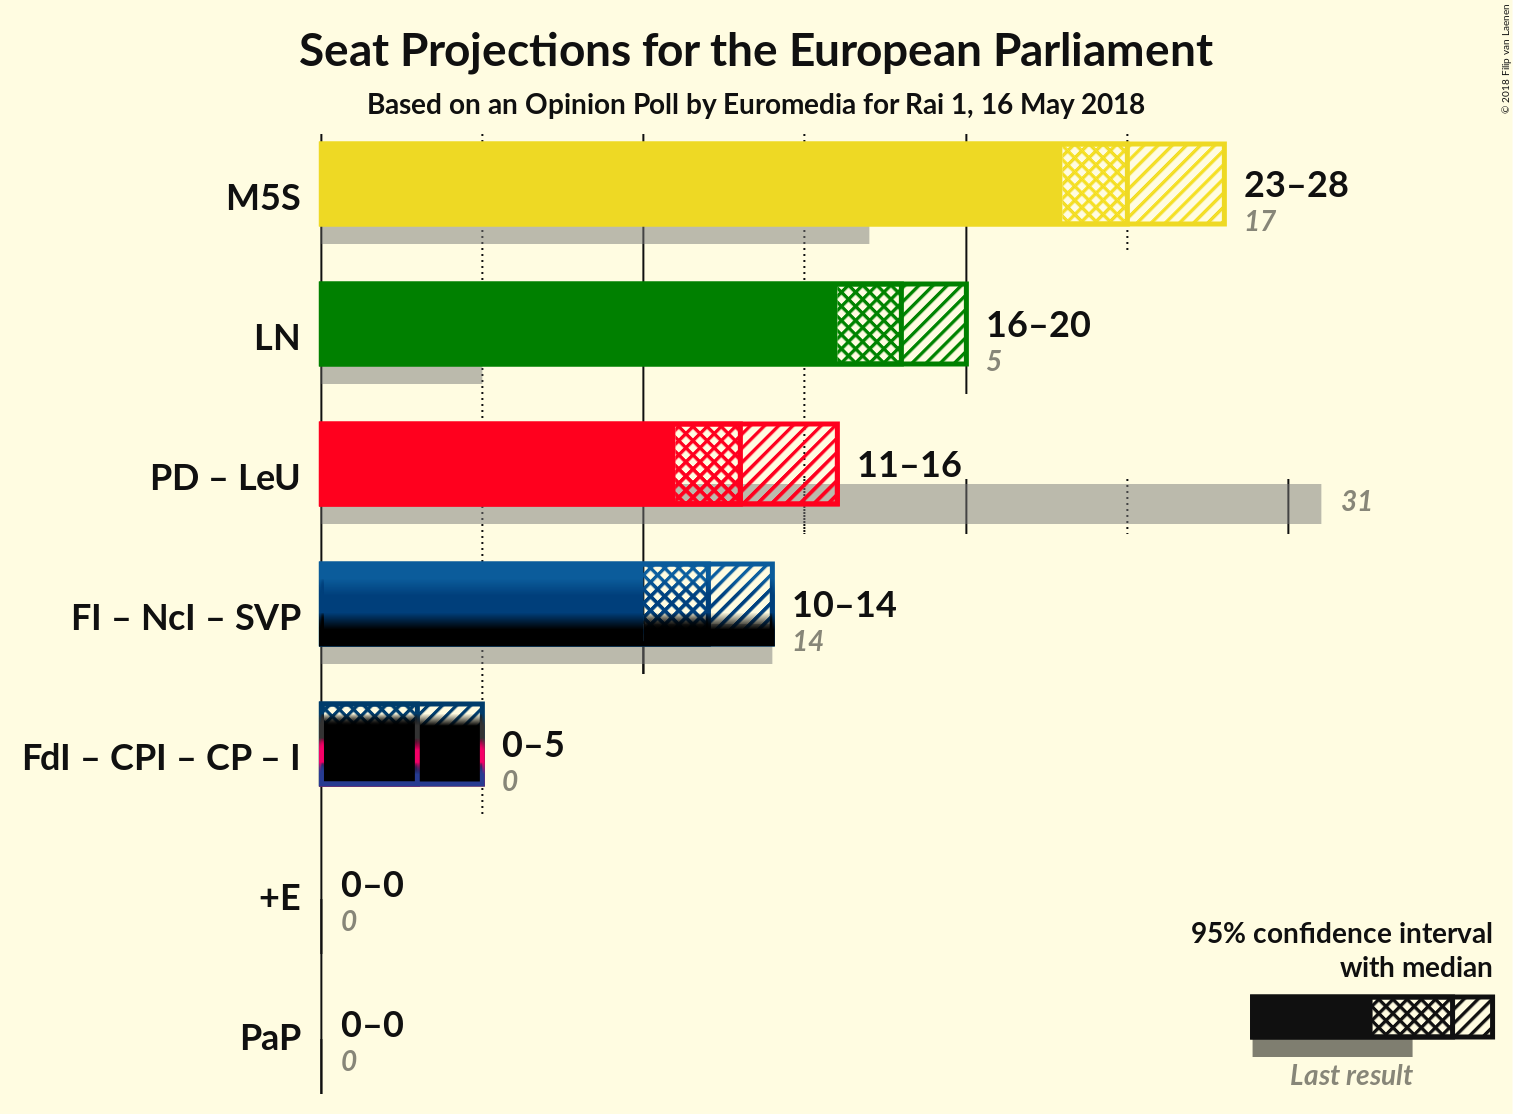 Seat Projections for the European Parliament
Based on an Opinion Poll by Euromedia for Rai 1, 16 May 2018
© 2018 Filip van Laenen
M5S
23–28
17
LN
16–20
5
PD – LeU
11–16
31
FI – NcI – SVP
10–14
14
FdI – CPI – CP – I
0–5
0
+E
0–0
0
PaP
0–0
0
95% confidence interval
with median
Last result